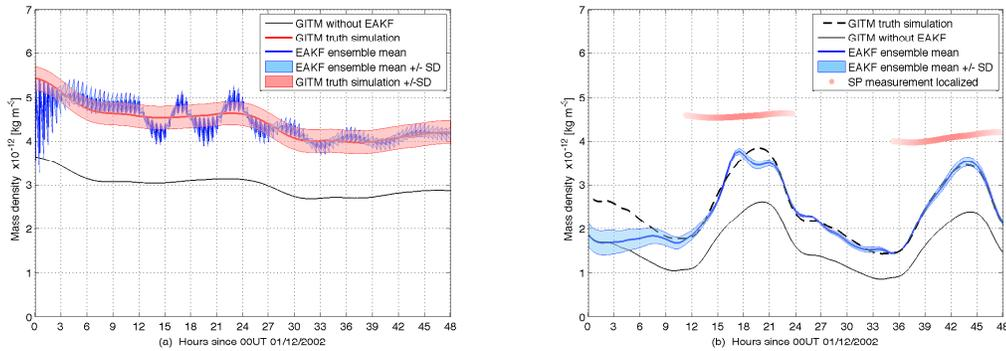 7
6
5
4
3
2
1
0
Mass density x10⁻¹² [kg m⁻³]
GITM without EAKF
GITM truth simulation
EAKF ensemble mean
EAKF ensemble mean +/- SD
GITM truth simulation +/-SD
0 3 6 9 12 15 18 21 24 27 30 33 36 39 42 45 48
(a) Hours since 00UT 01/12/2002
7
6
5
4
3
2
1
0
Mass density x10⁻¹² [kg m⁻³]
GITM truth simulation
GITM without EAKF
EAKF ensemble mean
EAKF ensemble mean +/- SD
SP measurement localized
0 3 6 9 12 15 18 21 24 27 30 33 36 39 42 45 48
(b) Hours since 00UT 01/12/2002